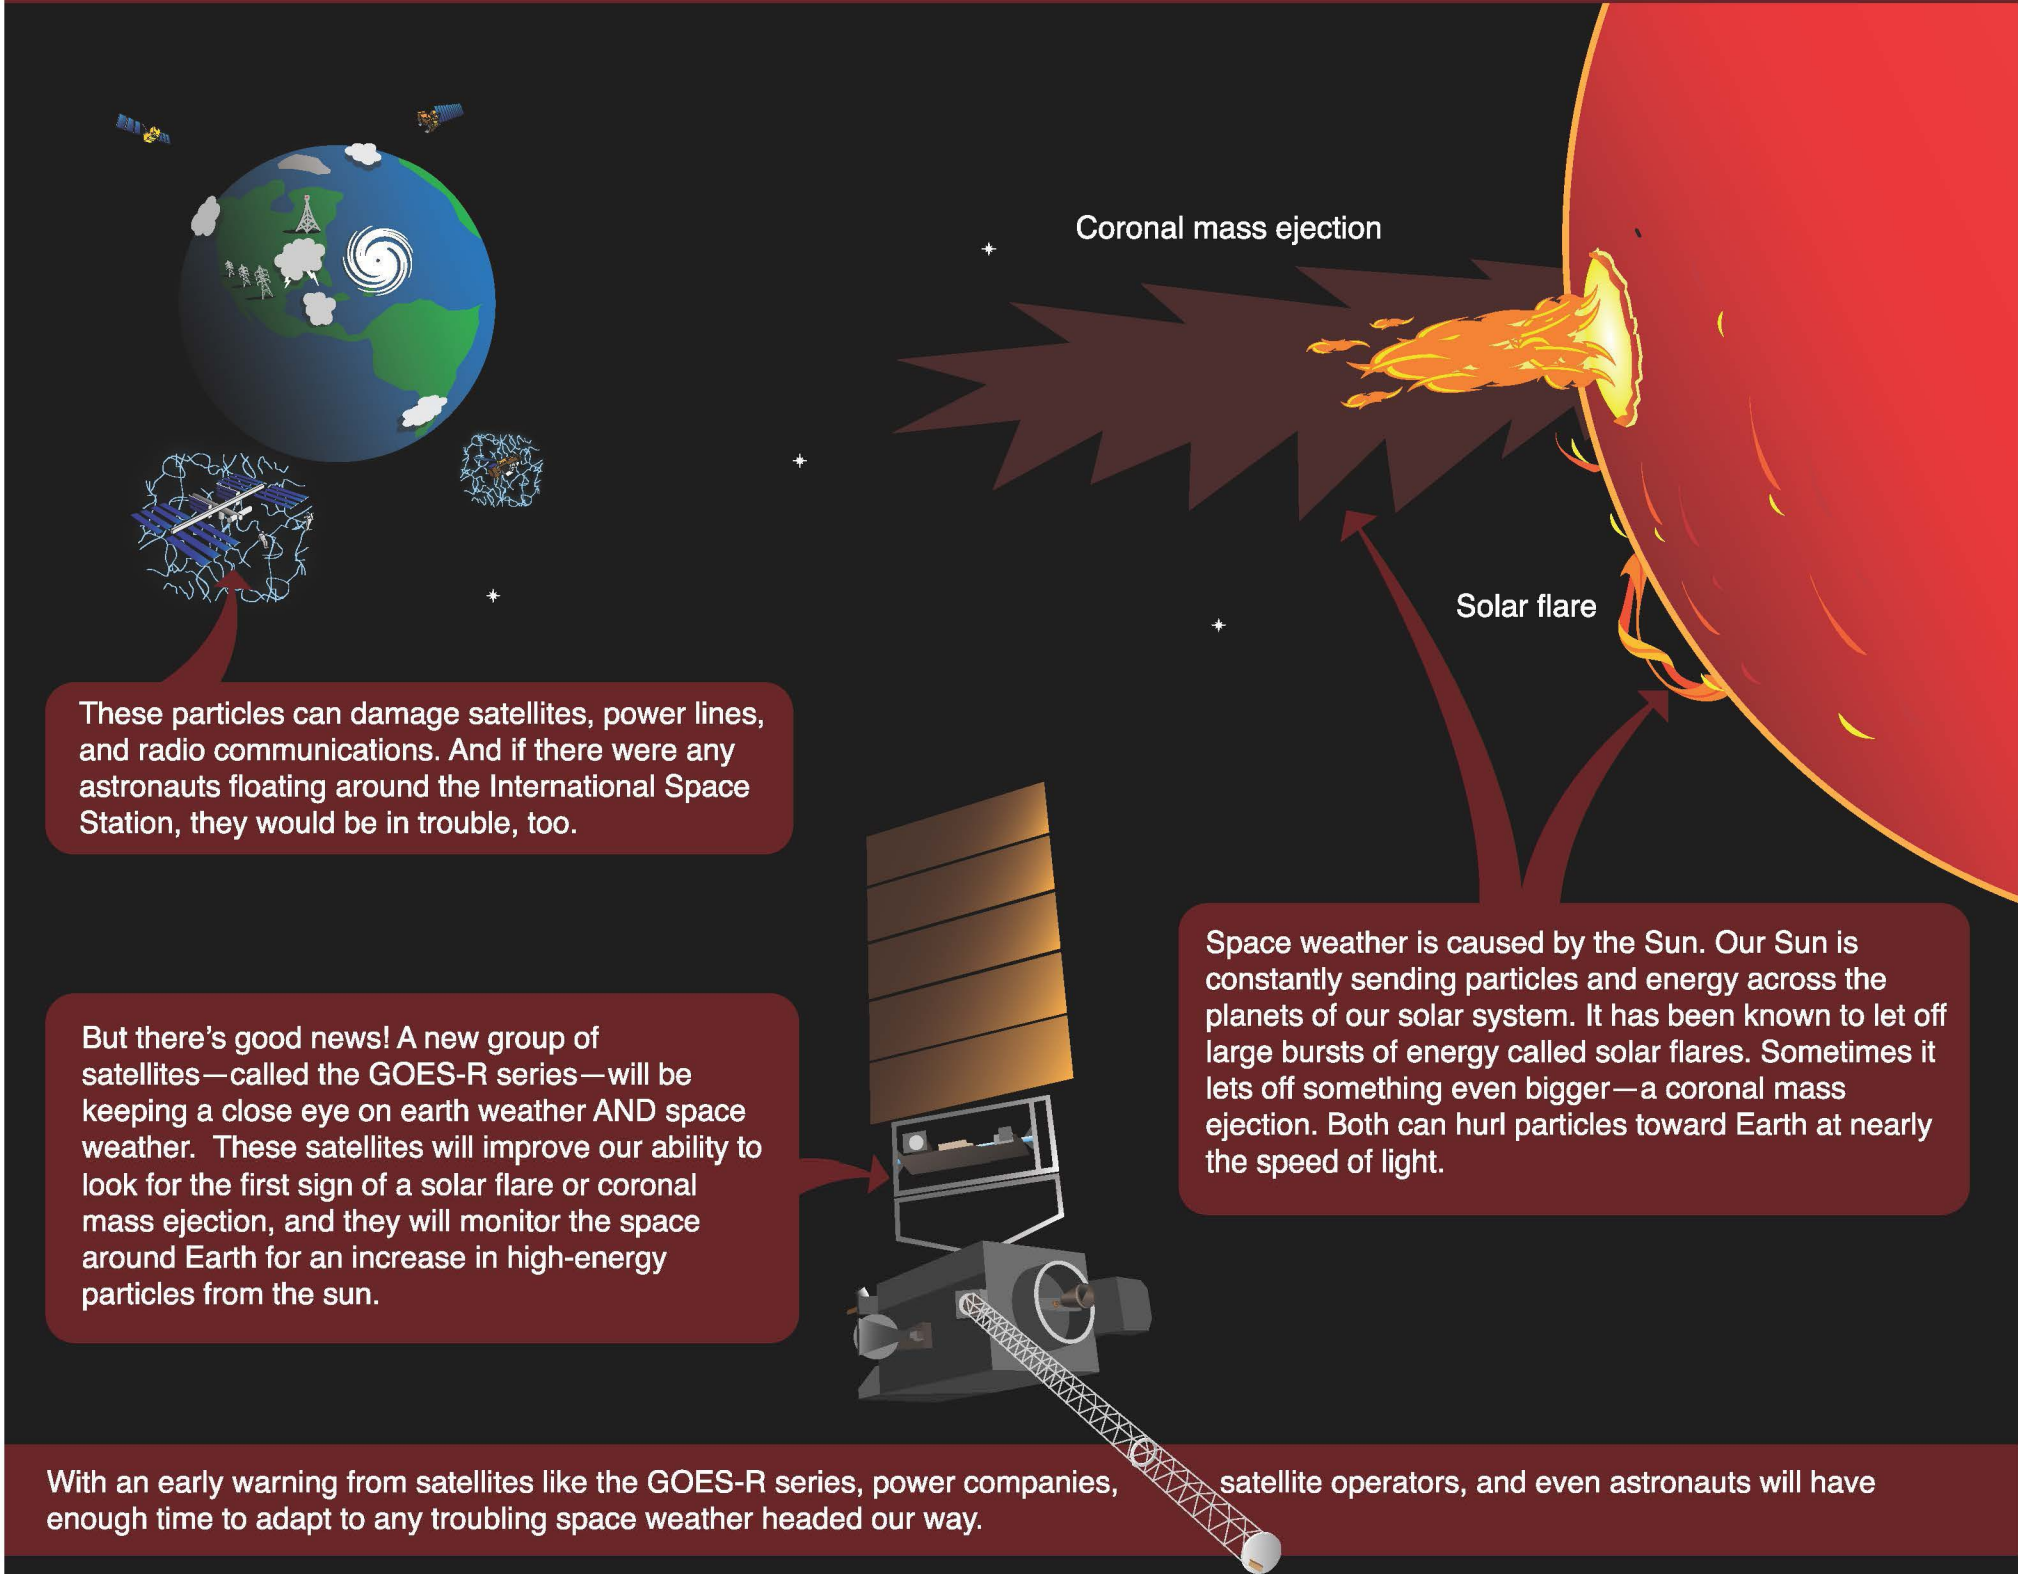 Coronal mass ejection
Solar flare
These particles can damage satellites, power lines,
and radio communications. And if there were any
astronauts floating around the International Space
Station, they would be in trouble, too.
Space weather is caused by the Sun. Our Sun is
constantly sending particles and energy across the
planets of our solar system. It has been known to let off
large bursts of energy called solar flares. Sometimes it
lets off something even bigger—a coronal mass
ejection. Both can hurl particles toward Earth at nearly
the speed of light.
But there's good news! A new group of
satellites—called the GOES-R series—will be
keeping a close eye on earth weather AND space
weather.  These satellites will improve our ability to
look for the first sign of a solar flare or coronal
mass ejection, and they will monitor the space
around Earth for an increase in high-energy
particles from the sun.
With an early warning from satellites like the GOES-R series, power companies, satellite operators, and even astronauts will have
enough time to adapt to any troubling space weather headed our way.